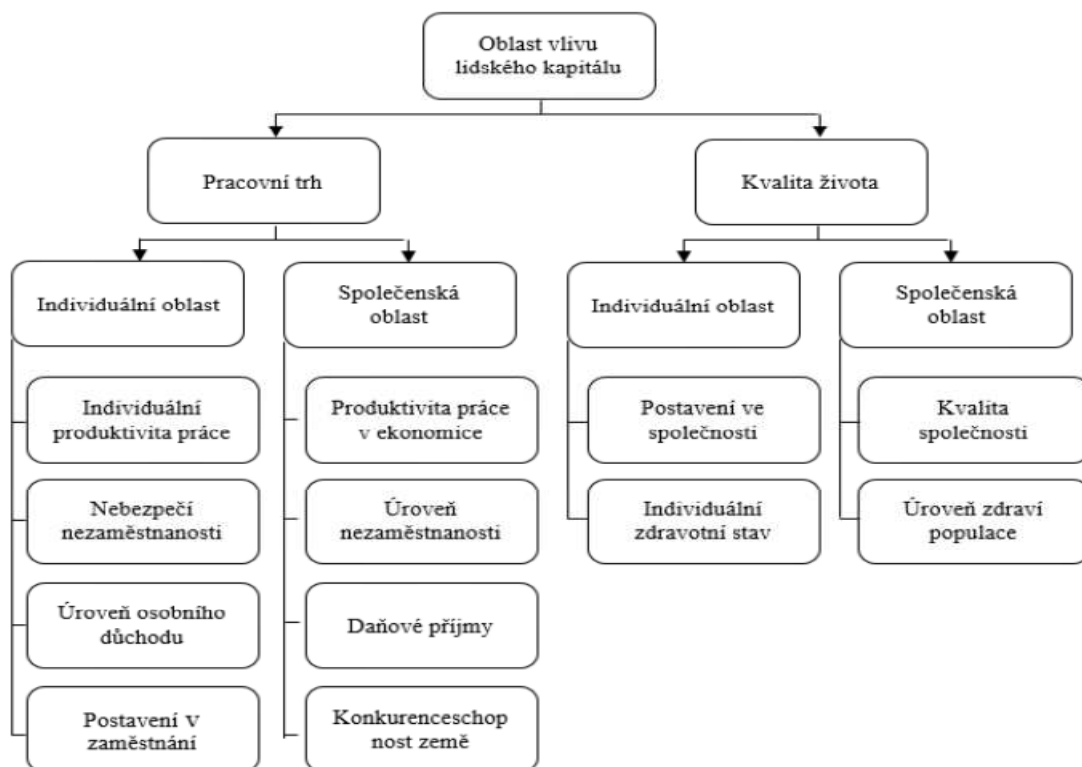 Oblast vlivu
lidského kapitálu
Pracovní trh
Kvalita života
Individuální oblast
Společenská
oblast
Individuální oblast
Společenská
oblast
Individuální
produktivita práce
Produktivita práce
v ekonomice
Postavení ve
společnosti
Kvalita
společnosti
Nebezpečí
nezaměstnanosti
Úroveň
nezaměstnanosti
Individuální
zdravotní stav
Úroveň zdraví
populace
Úroveň osobního
důchodu
Daňové příjmy
Postavení v
zaměstnání
Konkurenceschop
nost země